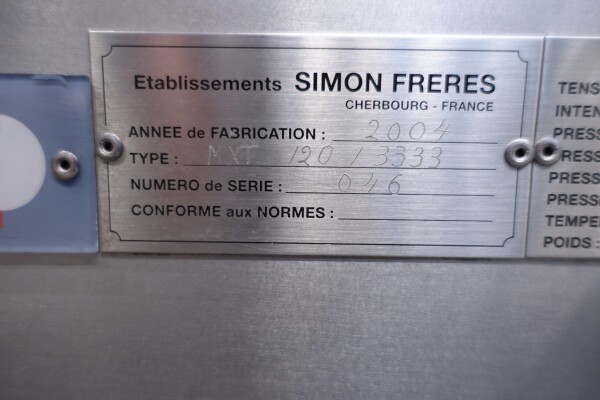 Etablissements SIMON FRERES
CHERBOURG - FRANCE
ANNEE de FABRICATION : 2004
TYPE : MXT 120 / 3333
NUMERO de SERIE : 046
CONFORME aux NORMES :
TENS
INTEN
PRESS
PRESS
PRESS
PRESS
TEMPE
POIDS :